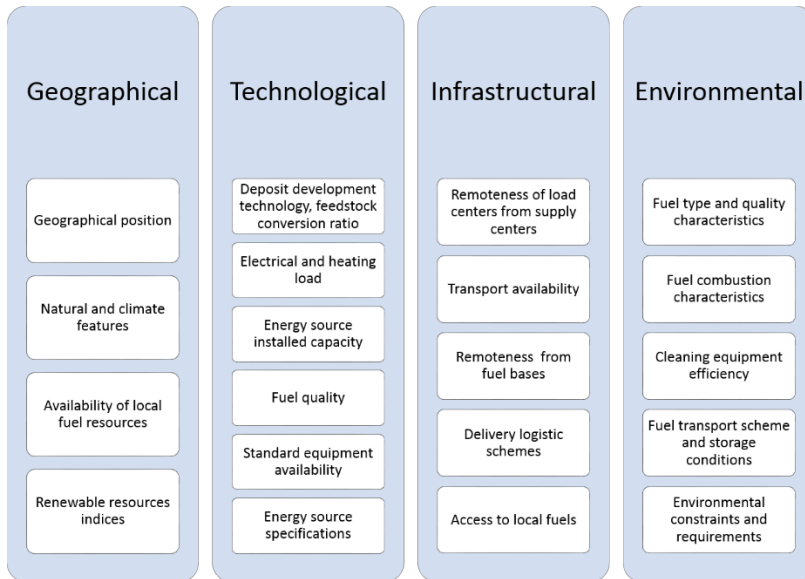 Geographical
Geographical position
Natural and climate
features
Availability of local
fuel resources
Renewable resources
indices
Technological
Deposit development
technology, feedstock
conversion ratio
Electrical and heating
load
Energy source
installed capacity
Fuel quality
Standard equipment
availability
Energy source
specifications
Infrastructural
Remoteness of load
centers from supply
centers
Transport availability
Remoteness from
fuel bases
Delivery logistic
schemes
Access to local fuels
Environmental
Fuel type and quality
characteristics
Fuel combustion
characteristics
Cleaning equipment
efficiency
Fuel transport scheme
and storage
conditions
Environmental
constraints and
requirements